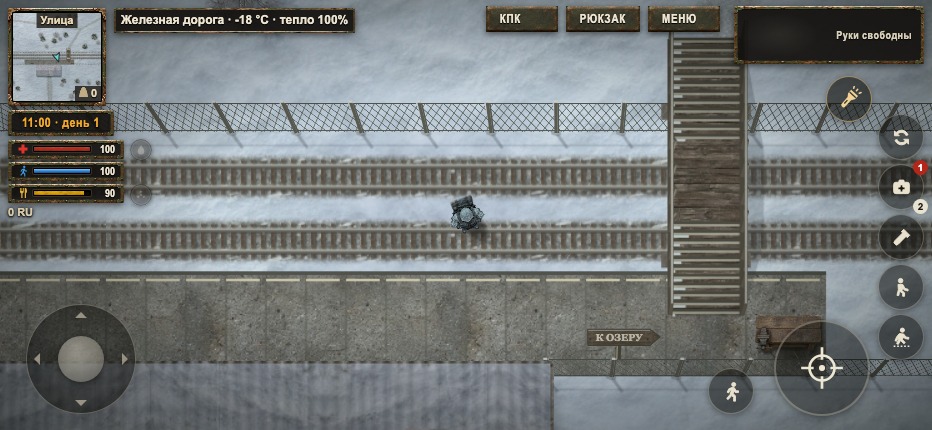 Улица
0
Железная дорога · -18 °C · тепло 100%
КПК
РЮКЗАК
МЕНЮ
Руки свободны
11:00 · день 1
100
100
90
0 RU
1
2
К ОЗЕРУ